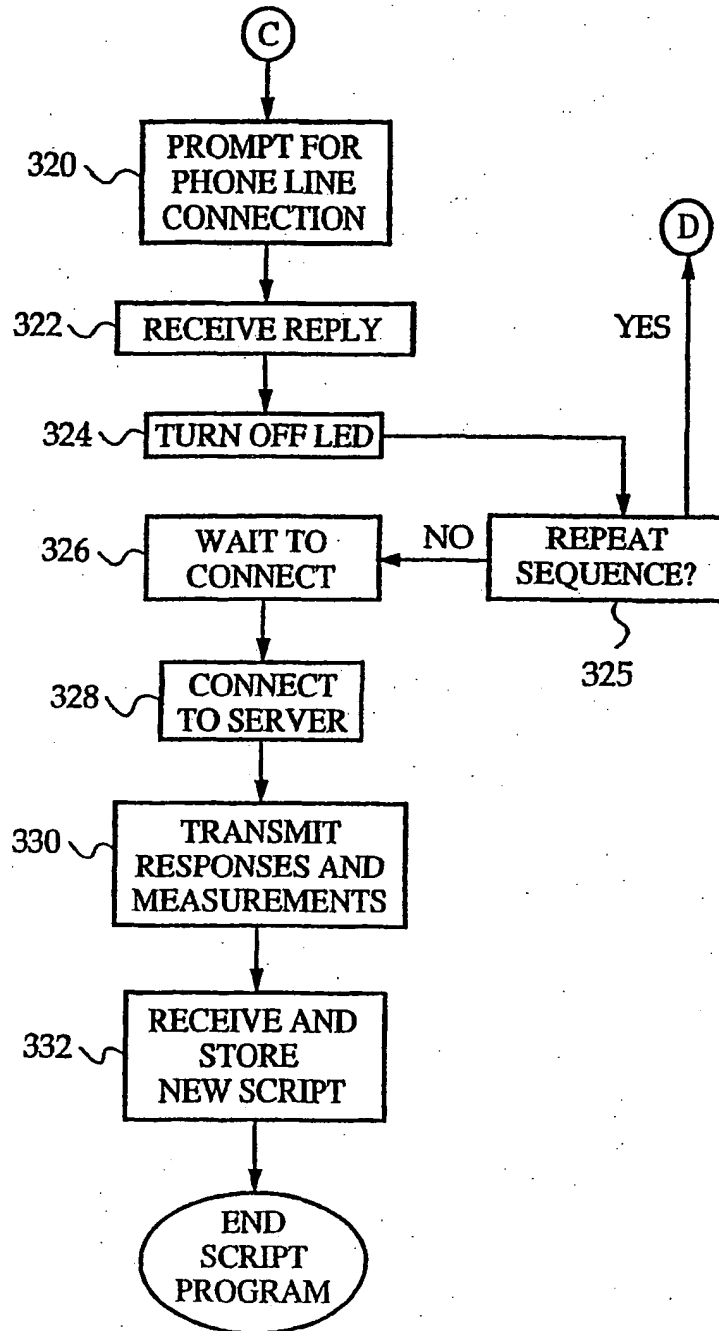 C
320
PROMPT FOR
PHONE LINE
CONNECTION
D
322
RECEIVE REPLY
YES
324
TURN OFF LED
326
WAIT TO
CONNECT
NO
REPEAT
SEQUENCE?
325
328
CONNECT
TO SERVER
330
TRANSMIT
RESPONSES AND
MEASUREMENTS
332
RECEIVE AND
STORE
NEW SCRIPT
END
SCRIPT
PROGRAM